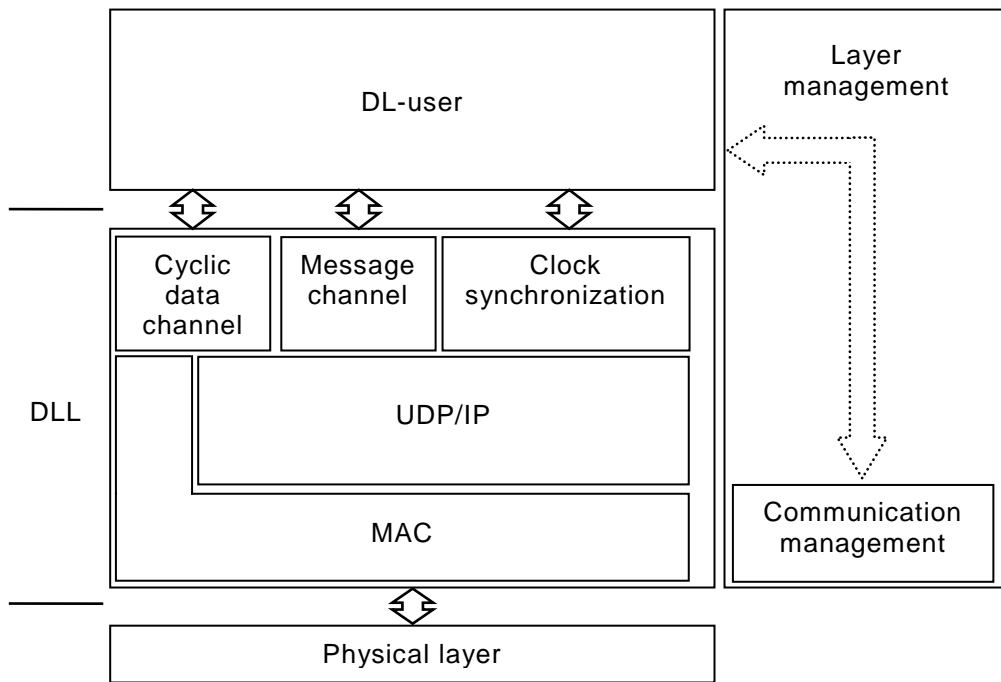 DL-user
Layer
management
Cyclic
data
channel
Message
channel
Clock
synchronization
DLL
UDP/IP
MAC
Communication
management
Physical layer